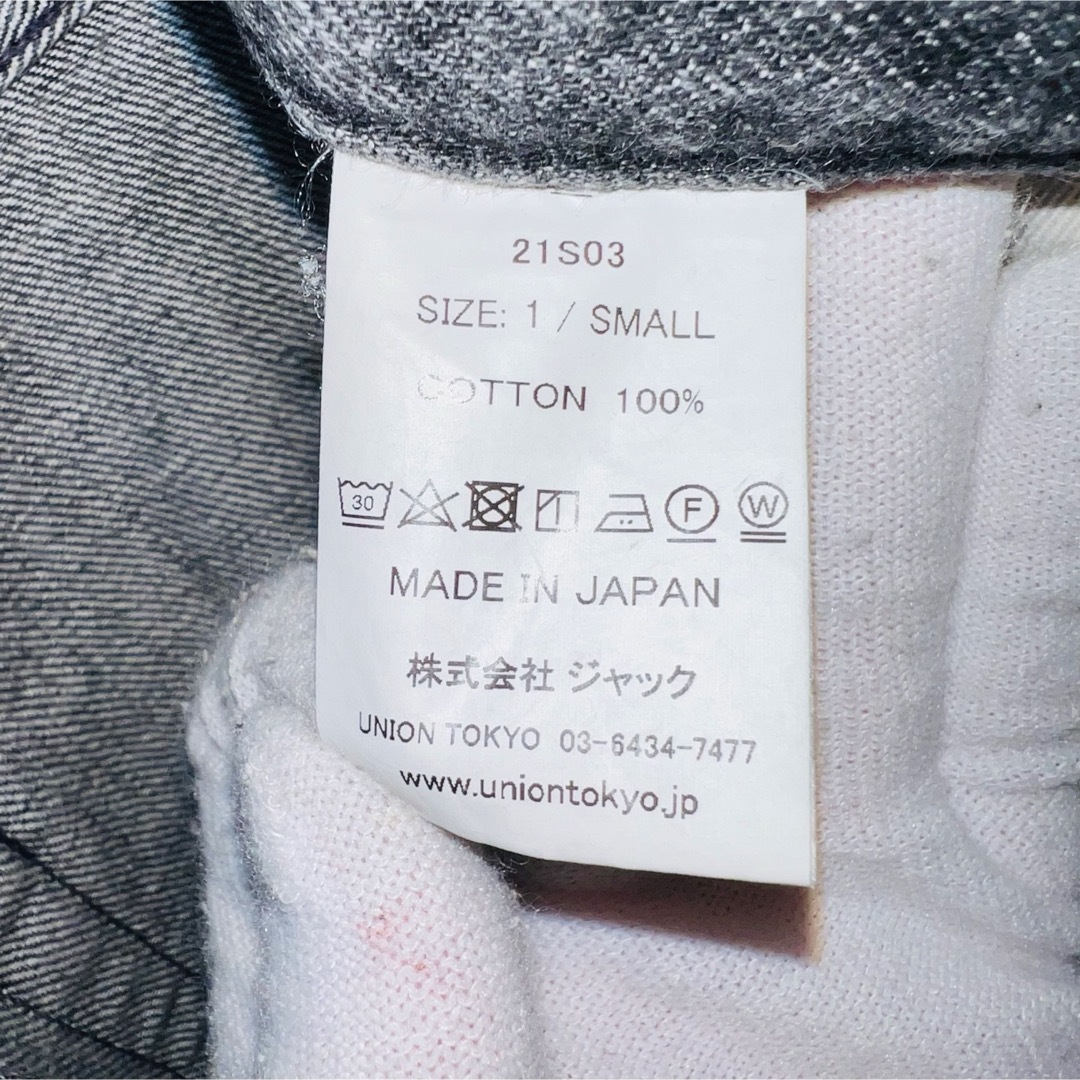 21S03
SIZE: 1 / SMALL
COTTON 100%
30 F W
MADE IN JAPAN
株式会社 ジャック
UNION TOKYO 03-6434-7477
www.uniontokyo.jp